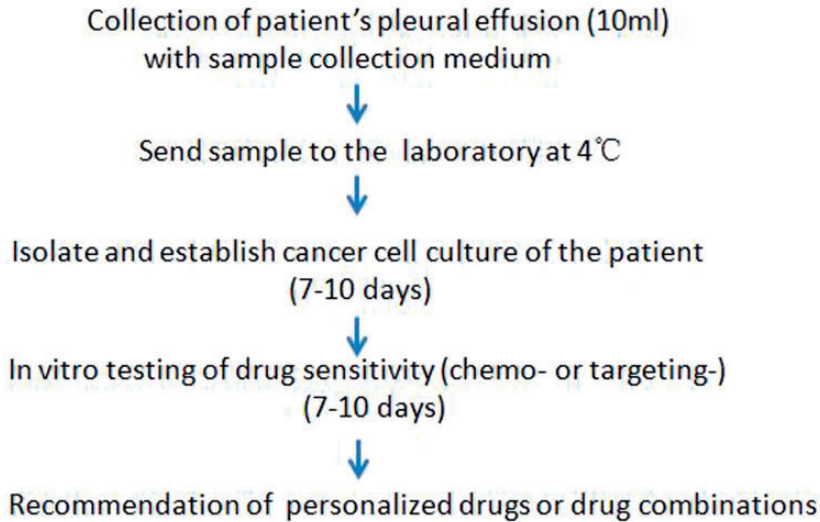 Collection of patient’s pleural effusion (10ml)
with sample collection medium
Send sample to the laboratory at 4℃
Isolate and establish cancer cell culture of the patient
(7-10 days)
In vitro testing of drug sensitivity (chemo- or targeting-)
(7-10 days)
Recommendation of personalized drugs or drug combinations